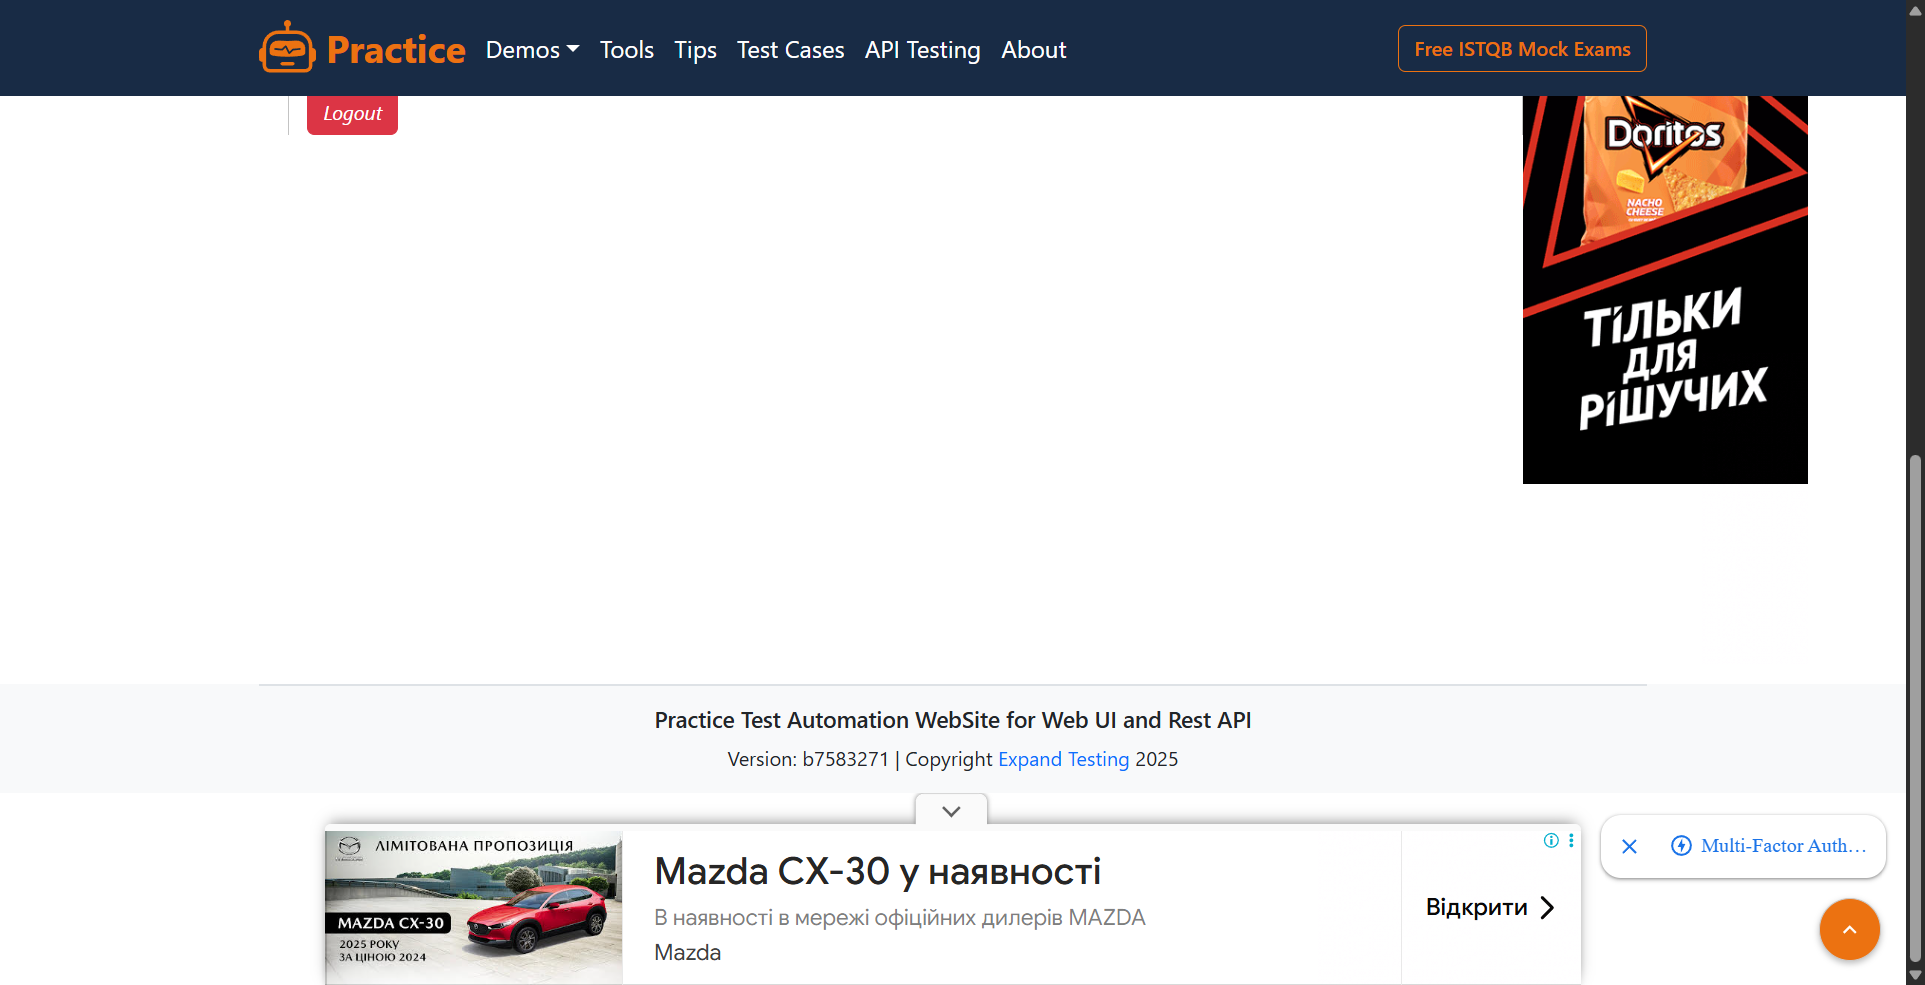 Practice Demos Tools Tips Test Cases API Testing About Free ISTQB Mock Exams
Logout
Doritos
NACHO
CHEESE
ТІЛЬКИ
ДЛЯ
РІШУЧИХ
Practice Test Automation WebSite for Web UI and Rest API
Version: b7583271 | Copyright Expand Testing 2025
ЛІМІТОВАНА ПРОПОЗИЦІЯ
MAZDA CX-30
2025 РОКУ
ЗА ЦІНОЮ 2024
Mazda CX-30 у наявності
В наявності в мережі офіційних дилерів MAZDA
Mazda
Відкрити
Multi-Factor Auth...